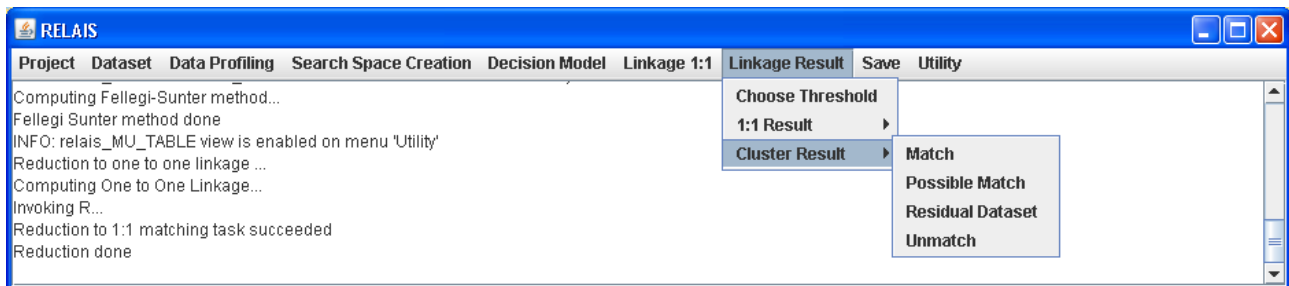 RELAIS
Project Dataset Data Profiling Search Space Creation Decision Model Linkage 1:1 Linkage Result Save Utility
Computing Fellegi-Sunter method...
Fellegi Sunter method done
INFO: relais_MU_TABLE view is enabled on menu 'Utility'
Reduction to one to one linkage ...
Computing One to One Linkage...
Invoking R...
Reduction to 1:1 matching task succeeded
Reduction done
Choose Threshold
1:1 Result
Cluster Result
Match
Possible Match
Residual Dataset
Unmatch